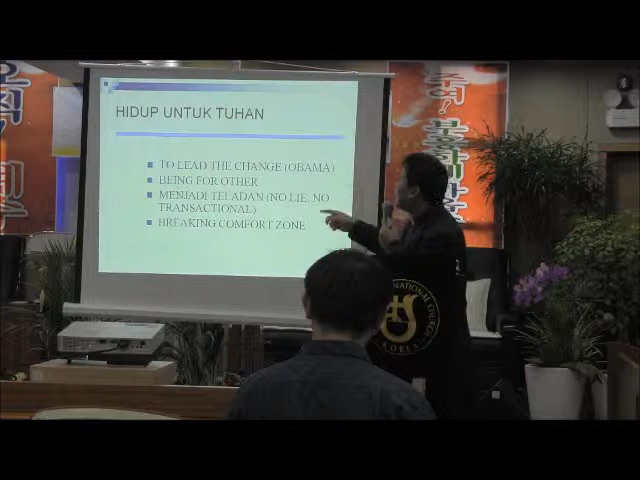 HIDUP UNTUK TUHAN
TO LEAD THE CHANGE (OBAMA)
BEING FOR OTHER
MENJADI TELADAN (NO LIE, NO
TRANSACTIONAL)
BREAKING COMFORT ZONE
KOREA